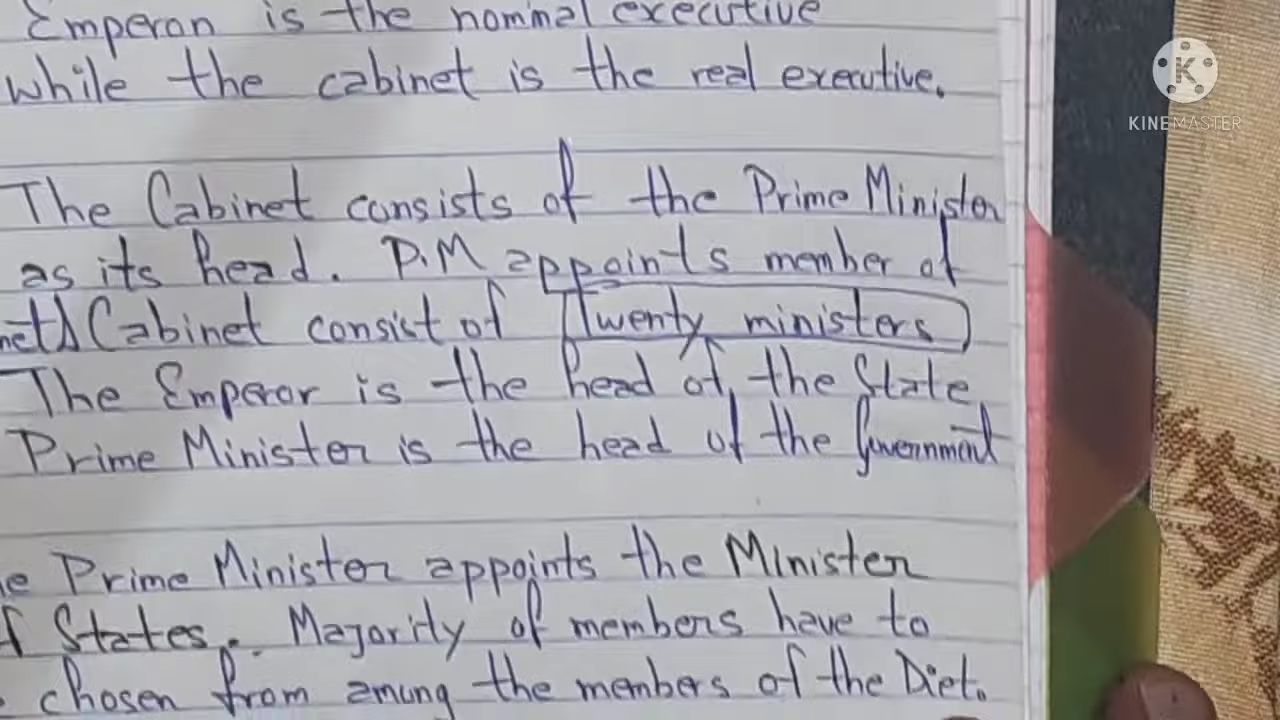 Emperor is the nominal executive
while the cabinet is the real executive.
The Cabinet consists of the Prime Minister
as its head. P.M appoints member of
Cabinet consist of Twenty ministers
The Emperor is the head of the State,
Prime Minister is the head of the Government
Prime Minister appoints the Minister
of States. Majority of members have to
chosen from among the members of the Diet.
KINEMASTER